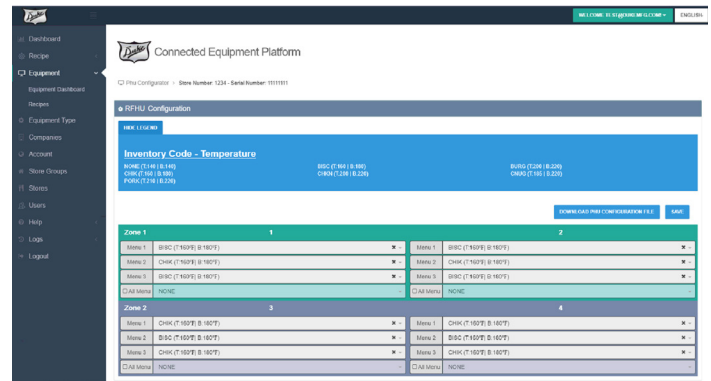 Duke
WELCOME
ENGLISH
Dashboard
Recipe
Equipment
Equipment Dashboard
Recipes
Equipment Type
Companies
Account
Store Groups
Stores
Users
Help
Logs
Logout
Duke Connected Equipment Platform
Phu Configurator Store Number: 1234 - Serial Number: 11111111
RFHU Configuration
HIDE LEGEND
Inventory Code - Temperature
NONE (T:140 | B:140) BISC (T:160 | B:180) BURG (T:200 | B:220)
CHIK (T:160 | B:180) CHKN (T:200 | B:220) CNUG (T:185 | B:220)
PORK (T:210 | B:220)
DOWNLOAD PHU CONFIGURATION FILE SAVE
Zone 1 1 2
Menu 1 BISC (T:160°F| B:180°F) Menu 1 BISC (T:160°F| B:180°F)
Menu 2 CHIK (T:160°F| B:180°F) Menu 2 CHIK (T:160°F| B:180°F)
Menu 3 BISC (T:160°F| B:180°F) Menu 3 BISC (T:160°F| B:180°F)
All Menu NONE All Menu NONE
Zone 2 3 4
Menu 1 CHIK (T:160°F| B:180°F) Menu 1 CHIK (T:160°F| B:180°F)
Menu 2 BISC (T:160°F| B:180°F) Menu 2 BISC (T:160°F| B:180°F)
Menu 3 CHIK (T:160°F| B:180°F) Menu 3 CHIK (T:160°F| B:180°F)
All Menu NONE All Menu NONE